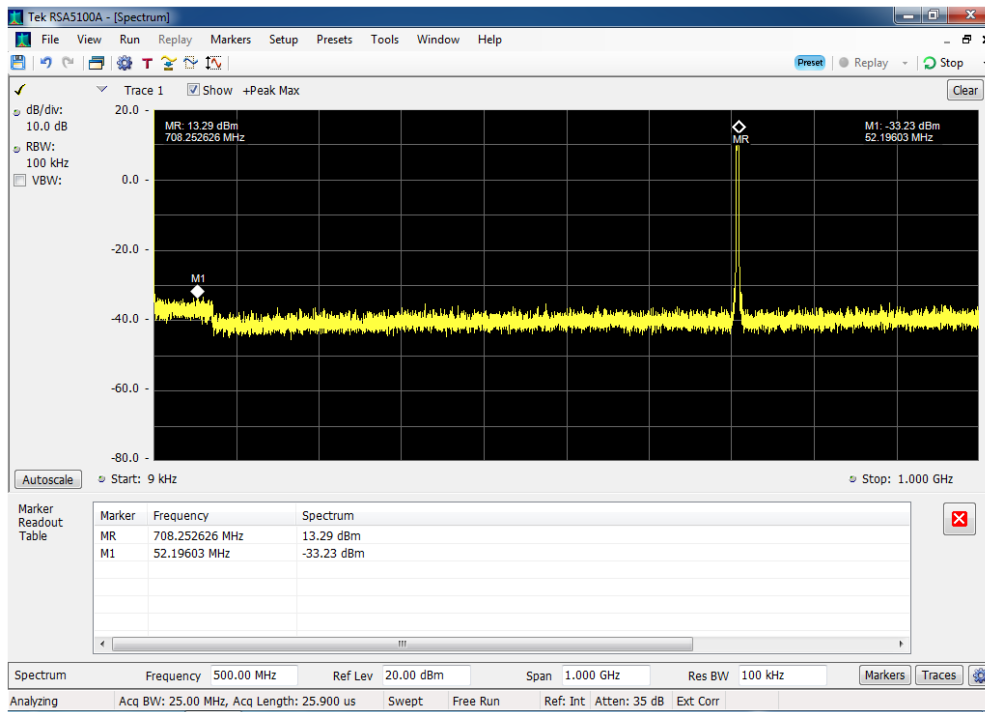 Tek RSA5100A - [Spectrum]
File View Run Replay Markers Setup Presets Tools Window Help
T Preset Replay Stop
Trace 1 Show +Peak Max Clear
dB/div:
10.0 dB
RBW:
100 kHz
VBW:
20.0 -
0.0 -
-20.0 -
-40.0 -
-60.0 -
-80.0 -
MR: 13.29 dBm
708.252626 MHz
MR
M1: -33.23 dBm
52.19603 MHz
M1
Autoscale Start: 9 kHz Stop: 1.000 GHz
Marker
Readout
Table
Marker Frequency Spectrum
MR 708.252626 MHz 13.29 dBm
M1 52.19603 MHz -33.23 dBm
Spectrum Frequency 500.00 MHz Ref Lev 20.00 dBm Span 1.000 GHz Res BW 100 kHz Markers Traces
Analyzing Acq BW: 25.00 MHz, Acq Length: 25.900 us Swept Free Run Ref: Int Atten: 35 dB Ext Corr